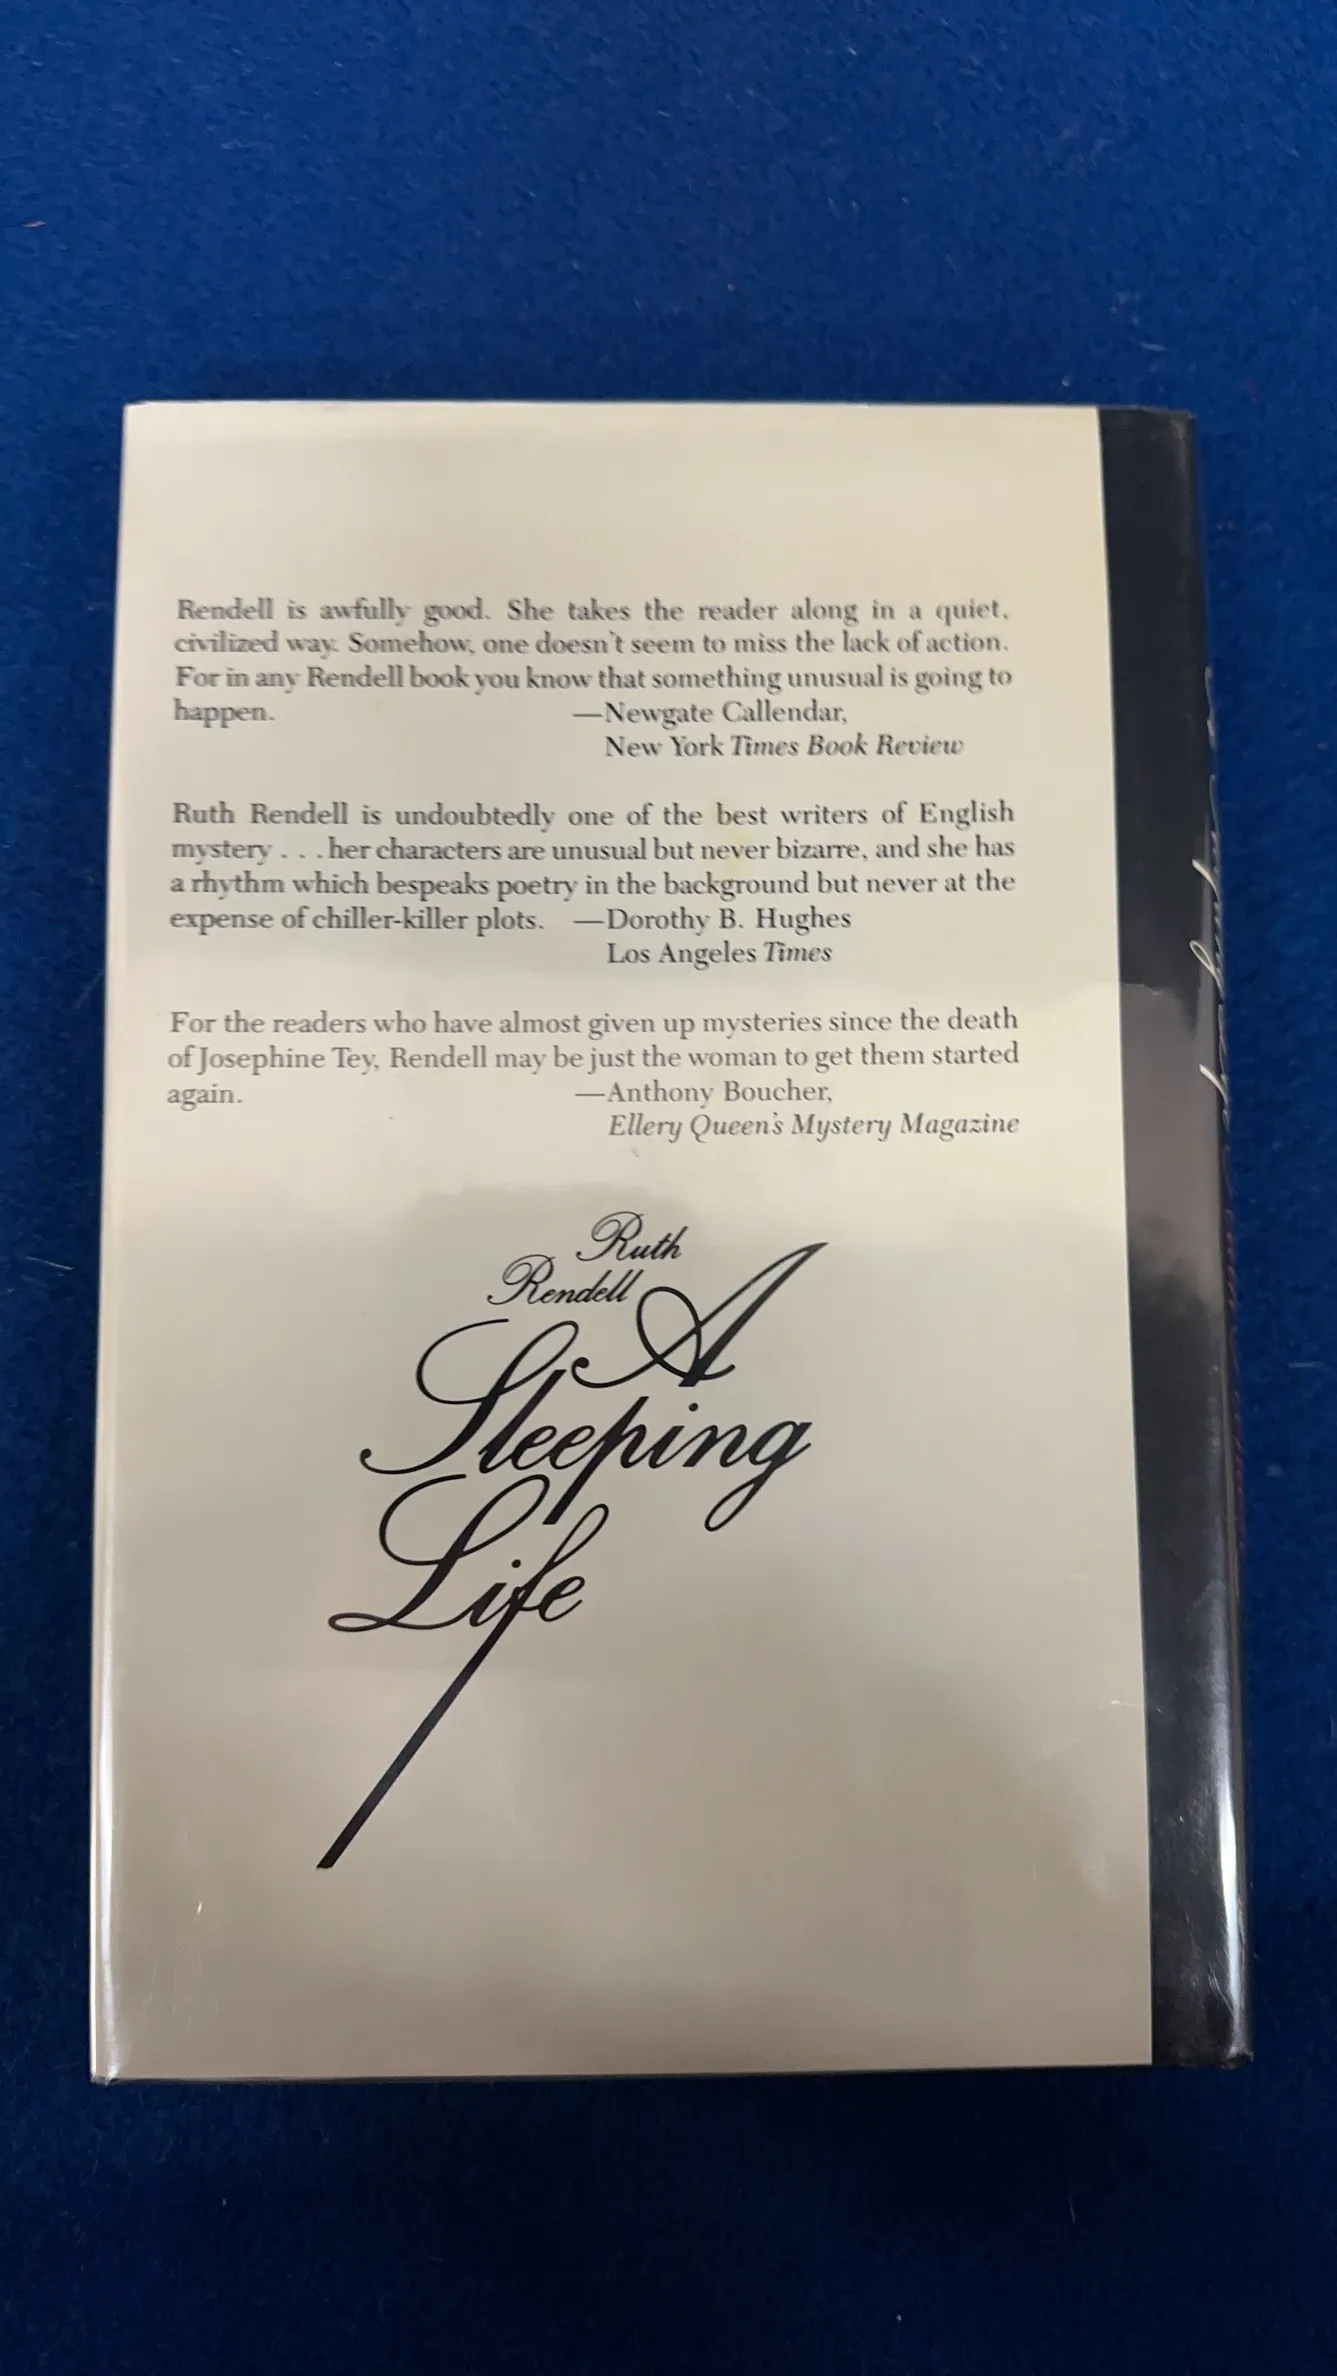 Rendell is awfully good. She takes the reader along in a quiet,
civilized way. Somehow, one doesn't seem to miss the lack of action.
For in any Rendell book you know that something unusual is going to
happen. —Newgate Callendar,
New York Times Book Review
Ruth Rendell is undoubtedly one of the best writers of English
mystery . . . her characters are unusual but never bizarre, and she has
a rhythm which bespeaks poetry in the background but never at the
expense of chiller-killer plots. —Dorothy B. Hughes
Los Angeles Times
For the readers who have almost given up mysteries since the death
of Josephine Tey, Rendell may be just the woman to get them started
again. —Anthony Boucher,
Ellery Queen's Mystery Magazine
Ruth
Rendell
A
Sleeping
Life